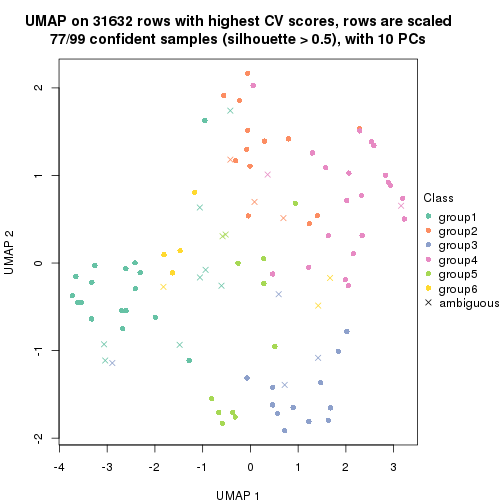 UMAP on 31632 rows with highest CV scores, rows are scaled
77/99 confident samples (silhouette > 0.5), with 10 PCs
UMAP 2
2
1
0
-1
-2
-4
-3
-2
-1
0
1
2
3
UMAP 1
Class
group1
group2
group3
group4
group5
group6
ambiguous